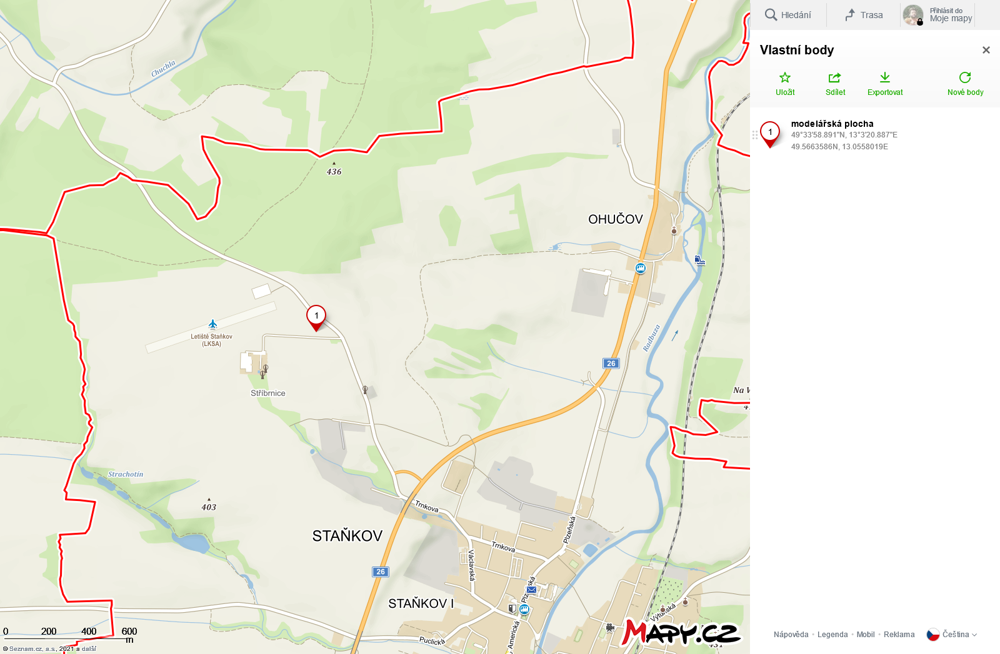 Hledání
Trasa
Přihlásit do
Moje mapy
Vlastní body
Uložit
Sdílet
Exportovat
Nové body
1
modelářská plocha
49°33'58.891"N, 13°3'20.887"E
49.5663586N, 13.0558019E
Chuchla
436
OHUČOV
1
Letiště Staňkov
(LKSA)
Radbuza
26
Stříbrnice
Na V
Strachotín
403
Trnkova
Plzeňská
STAŇKOV
Trnkova
Václavská
26
Plzeňská
STAŇKOV I
Výtuňská
Americká
Puclická
0 200 400 600
m
MAPY.CZ
© Seznam.cz, a.s., 2021 a další
Nápověda
Legenda
Mobil
Reklama
Čeština